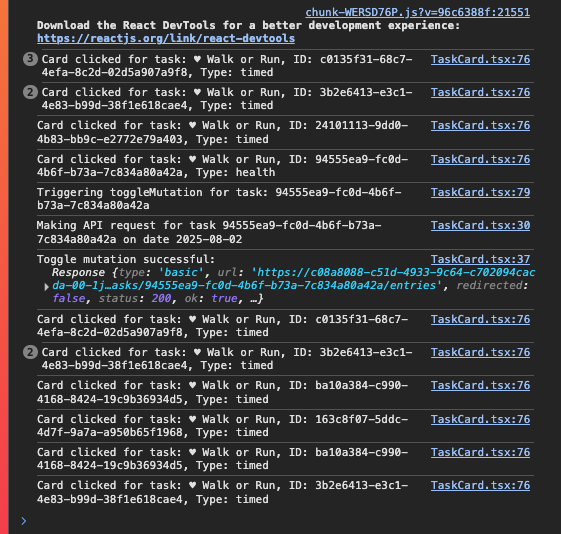 chunk-WERSD76P.js?v=96c6388f:21551
Download the React DevTools for a better development experience:
https://reactjs.org/link/react-devtools
3 Card clicked for task: ♥ Walk or Run, ID: c0135f31-68c7- TaskCard.tsx:76
4efa-8c2d-02d5a907a9f8, Type: timed
2 Card clicked for task: ♥ Walk or Run, ID: 3b2e6413-e3c1- TaskCard.tsx:76
4e83-b99d-38f1e618cae4, Type: timed
Card clicked for task: ♥ Walk or Run, ID: 24101113-9dd0- TaskCard.tsx:76
4b83-bb9c-e2772e79a403, Type: timed
Card clicked for task: ♥ Walk or Run, ID: 94555ea9-fc0d- TaskCard.tsx:76
4b6f-b73a-7c834a80a42a, Type: health
Triggering toggleMutation for task: 94555ea9-fc0d-4b6f- TaskCard.tsx:79
b73a-7c834a80a42a
Making API request for task 94555ea9-fc0d-4b6f-b73a- TaskCard.tsx:30
7c834a80a42a on date 2025-08-02
Toggle mutation successful: TaskCard.tsx:37
Response {type: 'basic', url: 'https://c08a8088-c51d-4933-9c64-c702094cac
da-00-1j…asks/94555ea9-fc0d-4b6f-b73a-7c834a80a42a/entries', redirected:
false, status: 200, ok: true, …}
Card clicked for task: ♥ Walk or Run, ID: c0135f31-68c7- TaskCard.tsx:76
4efa-8c2d-02d5a907a9f8, Type: timed
2 Card clicked for task: ♥ Walk or Run, ID: 3b2e6413-e3c1- TaskCard.tsx:76
4e83-b99d-38f1e618cae4, Type: timed
Card clicked for task: ♥ Walk or Run, ID: ba10a384-c990- TaskCard.tsx:76
4168-8424-19c9b36934d5, Type: timed
Card clicked for task: ♥ Walk or Run, ID: 163c8f07-5ddc- TaskCard.tsx:76
4d7f-9a7a-a950b65f1968, Type: timed
Card clicked for task: ♥ Walk or Run, ID: ba10a384-c990- TaskCard.tsx:76
4168-8424-19c9b36934d5, Type: timed
Card clicked for task: ♥ Walk or Run, ID: 3b2e6413-e3c1- TaskCard.tsx:76
4e83-b99d-38f1e618cae4, Type: timed